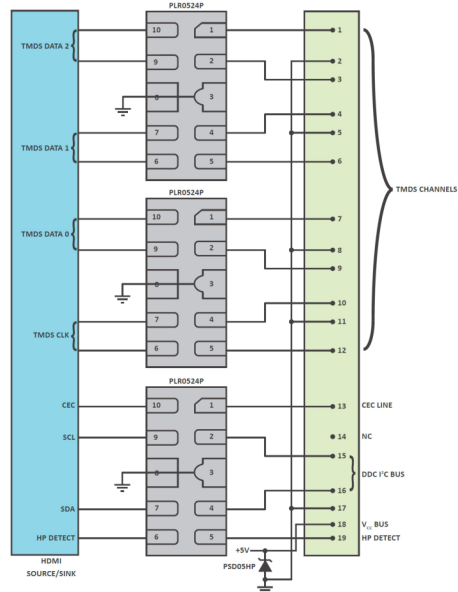 PLR0524P
10 1 1
TMDS DATA 2
9 2 2
3
8 3
4
7 4 5
TMDS DATA 1
6 5 6
TMDS CHANNELS
PLR0524P
10 1 7
TMDS DATA 0
9 2 8
9
8 3
10
7 4 11
TMDS CLK
6 5 12
PLR0524P
CEC 10 1 13 CEC LINE
SCL 9 2 14 NC
15
8 3 DDC I²C BUS
16
SDA 7 4 17
18 VCC BUS
HP DETECT 6 5 19 HP DETECT
+5V
PSD05HP
HDMI
SOURCE/SINK